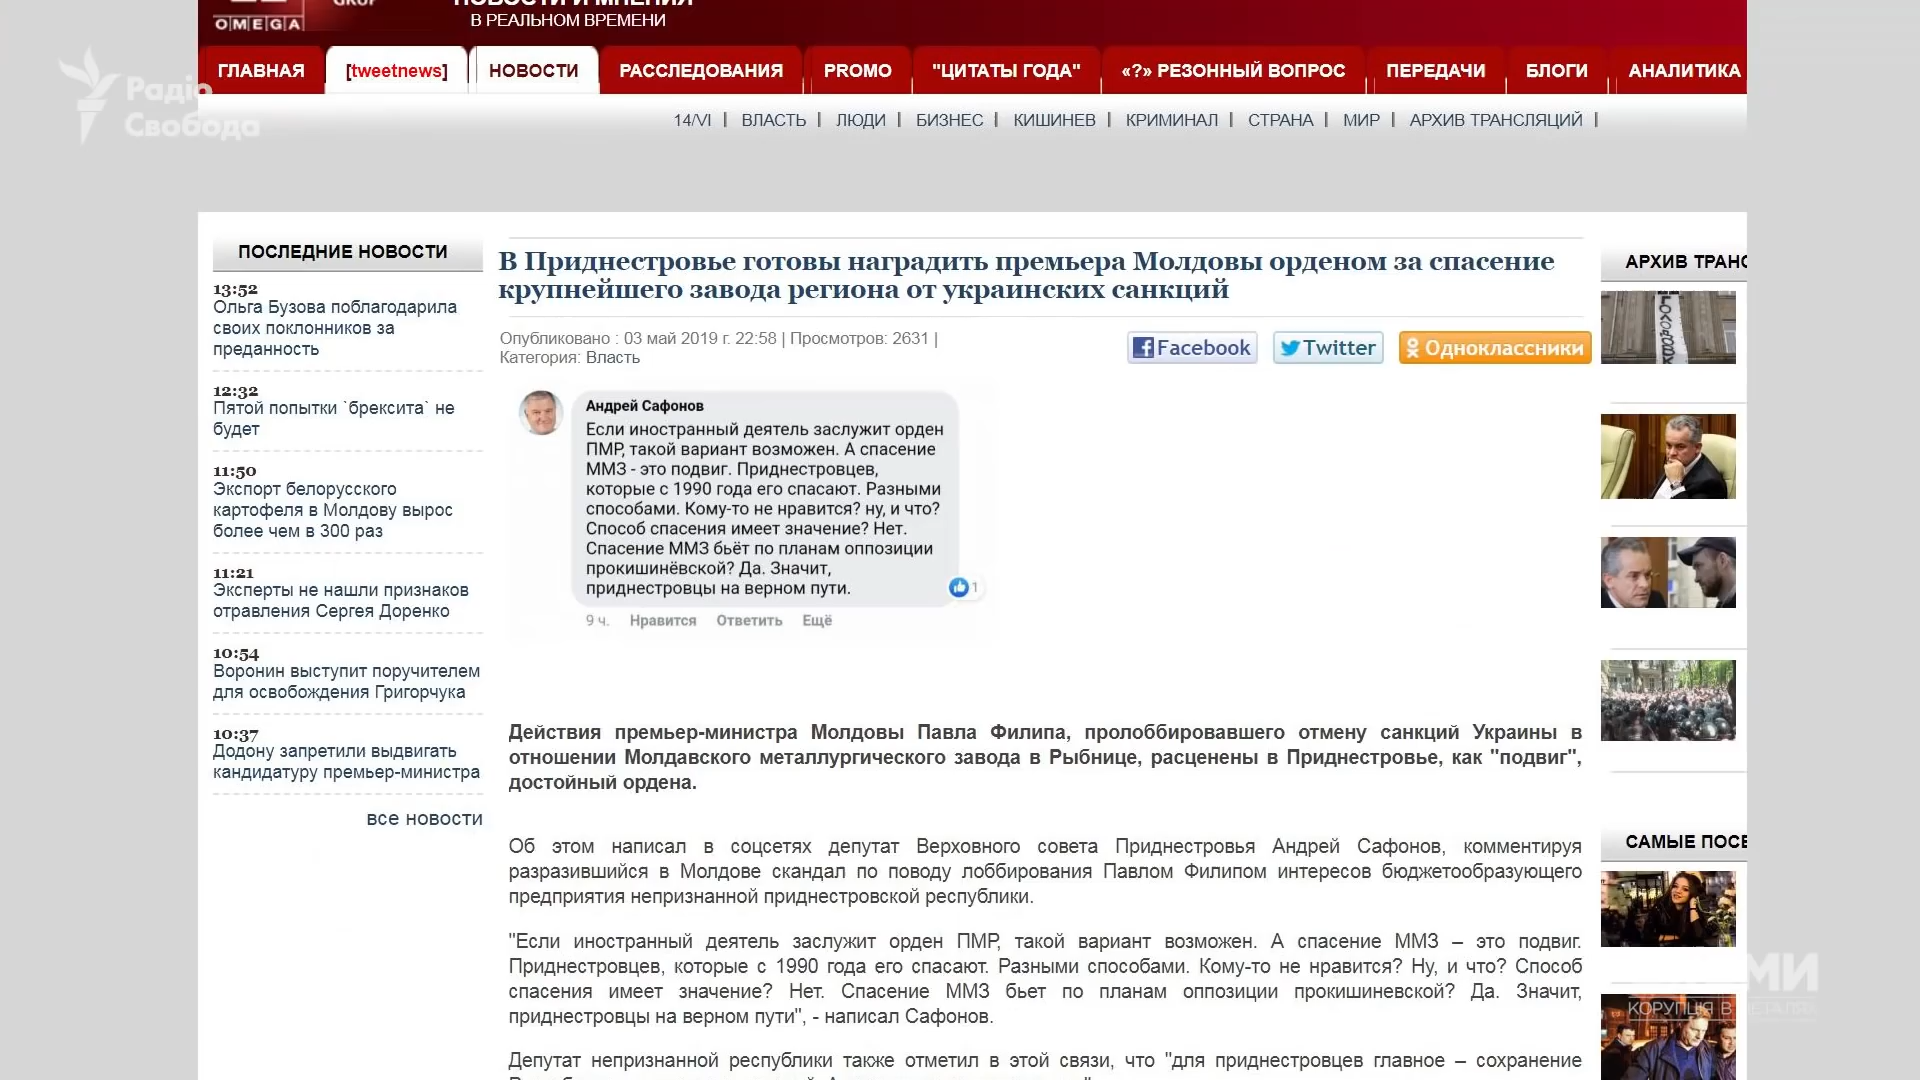 OMEGA
GRUP
НОВОСТИ И МНЕНИЯ
В РЕАЛЬНОМ ВРЕМЕНИ
Радіо
Свобода
ГЛАВНАЯ
[tweetnews]
НОВОСТИ
РАССЛЕДОВАНИЯ
PROMO
"ЦИТАТЫ ГОДА"
«?» РЕЗОННЫЙ ВОПРОС
ПЕРЕДАЧИ
БЛОГИ
АНАЛИТИКА
14/VI | ВЛАСТЬ | ЛЮДИ | БИЗНЕС | КИШИНЕВ | КРИМИНАЛ | СТРАНА | МИР | АРХИВ ТРАНСЛЯЦИЙ |
ПОСЛЕДНИЕ НОВОСТИ
13:52
Ольга Бузова поблагодарила
своих поклонников за
преданность
12:32
Пятой попытки `брексита` не
будет
11:50
Экспорт белорусского
картофеля в Молдову вырос
более чем в 300 раз
11:21
Эксперты не нашли признаков
отравления Сергея Доренко
10:54
Воронин выступит поручителем
для освобождения Григорчука
10:37
Додону запретили выдвигать
кандидатуру премьер-министра
все новости
В Приднестровье готовы наградить премьера Молдовы орденом за спасение
крупнейшего завода региона от украинских санкций
Опубликовано : 03 май 2019 г. 22:58 | Просмотров: 2631 |
Категория: Власть
Facebook
Twitter
Одноклассники
Андрей Сафонов
Если иностранный деятель заслужит орден
ПМР, такой вариант возможен. А спасение
ММЗ - это подвиг. Приднестровцев,
которые с 1990 года его спасают. Разными
способами. Кому-то не нравится? ну, и что?
Способ спасения имеет значение? Нет.
Спасение ММЗ бьёт по планам оппозиции
прокишинёвской? Да. Значит,
приднестровцы на верном пути.
1
9 ч. Нравится Ответить Ещё
Действия премьер-министра Молдовы Павла Филипа, пролоббировавшего отмену санкций Украины в
отношении Молдавского металлургического завода в Рыбнице, расценены в Приднестровье, как "подвиг",
достойный ордена.
Об этом написал в соцсетях депутат Верховного совета Приднестровья Андрей Сафонов, комментируя
разразившийся в Молдове скандал по поводу лоббирования Павлом Филипом интересов бюджетообразующего
предприятия непризнанной приднестровской республики.
"Если иностранный деятель заслужит орден ПМР, такой вариант возможен. А спасение ММЗ – это подвиг.
Приднестровцев, которые с 1990 года его спасают. Разными способами. Кому-то не нравится? Ну, и что? Способ
спасения имеет значение? Нет. Спасение ММЗ бьет по планам оппозиции прокишиневской? Да. Значит,
приднестровцы на верном пути", - написал Сафонов.
Депутат непризнанной республики также отметил в этой связи, что "для приднестровцев главное – сохранение
АРХИВ ТРАНС
САМЫЕ ПОСЕ
КОРУПЦІЯ В ДЕТАЛЯХ